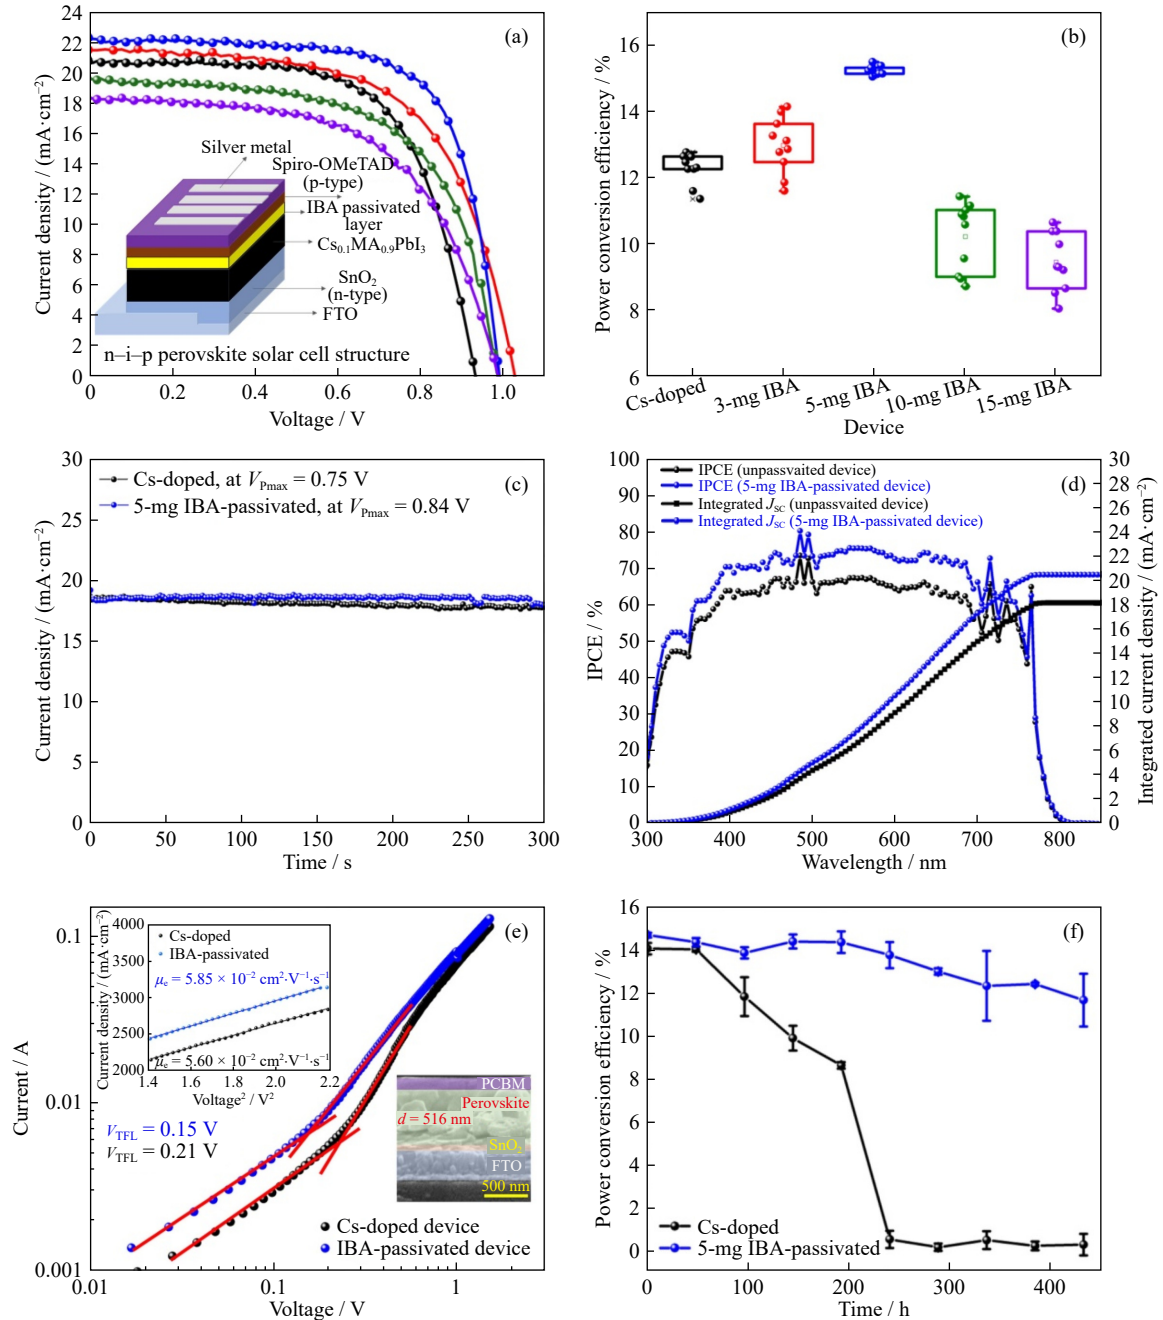 (a)
Current density / (mA·cm⁻²)
24
22
20
18
16
14
12
10
8
6
4
2
0
Silver metal
Spiro-OMeTAD
(p-type)
IBA passivated
layer
Cs₀.₁MA₀.₉PbI₃
SnO₂
(n-type)
FTO
n–i–p perovskite solar cell structure
0 0.2 0.4 0.6 0.8 1.0
Voltage / V
(b)
Power conversion efficiency / %
16
14
12
10
8
6
Cs-doped 3-mg IBA 5-mg IBA 10-mg IBA 15-mg IBA
Device
(c)
Current density / (mA·cm⁻²)
30
25
20
15
10
5
0
Cs-doped, at V_Pmax = 0.75 V
5-mg IBA-passivated, at V_Pmax = 0.84 V
0 50 100 150 200 250 300
Time / s
(d)
IPCE / %
100
90
80
70
60
50
40
30
20
10
0
IPCE (unpassvaited device)
IPCE (5-mg IBA-passivated device)
Integrated J_SC (unpassvaited device)
Integrated J_SC (5-mg IBA-passivated device)
30
28
26
24
22
20
18
16
14
12
10
8
6
4
2
0
Integrated current density / (mA·cm⁻²)
300 400 500 600 700 800
Wavelength / nm
(e)
Current / A
0.1
0.01
0.001
Current density / (mA·cm⁻²)
4000
3500
3000
2500
2000
Cs-doped
IBA-passivated
μₑ = 5.85 × 10⁻² cm²·V⁻¹·s⁻¹
μₑ = 5.60 × 10⁻² cm²·V⁻¹·s⁻¹
1.4 1.6 1.8 2.0 2.2
Voltage² / V²
V_TFL = 0.15 V
V_TFL = 0.21 V
PCBM
Perovskite
d = 516 nm
SnO₂
FTO
500 nm
Cs-doped device
IBA-passivated device
0.01 0.1 1
Voltage / V
(f)
Power conversion efficiency / %
16
14
12
10
8
6
4
2
0
Cs-doped
5-mg IBA-passivated
0 100 200 300 400
Time / h